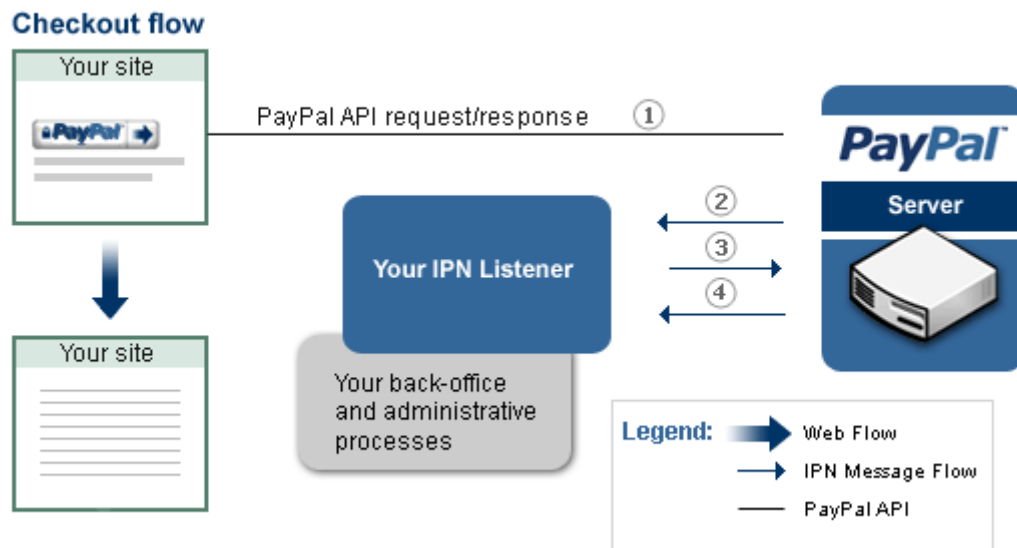 Checkout flow
Your site
PayPal
PayPal API request/response 1
PayPal™
Server
2
3
4
Your IPN Listener
Your site
Your back-office
and administrative
processes
Legend:
Web Flow
IPN Message Flow
PayPal API